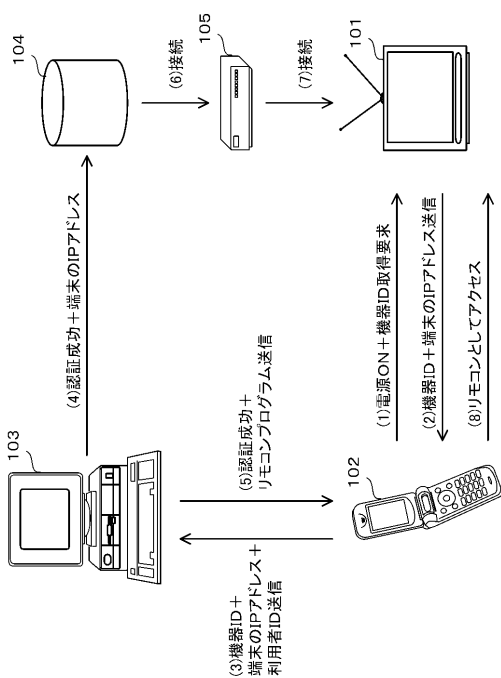 104
(6)接続
105
(7)接続
101
(4)認証成功＋端末のIPアドレス
(1)電源ON＋機器ID取得要求
(2)機器ID＋端末のIPアドレス送信
(8)リモコンとしてアクセス
103
(5)認証成功＋
リモコンプログラム送信
102
(3)機器ID＋
端末のIPアドレス＋
利用者ID送信